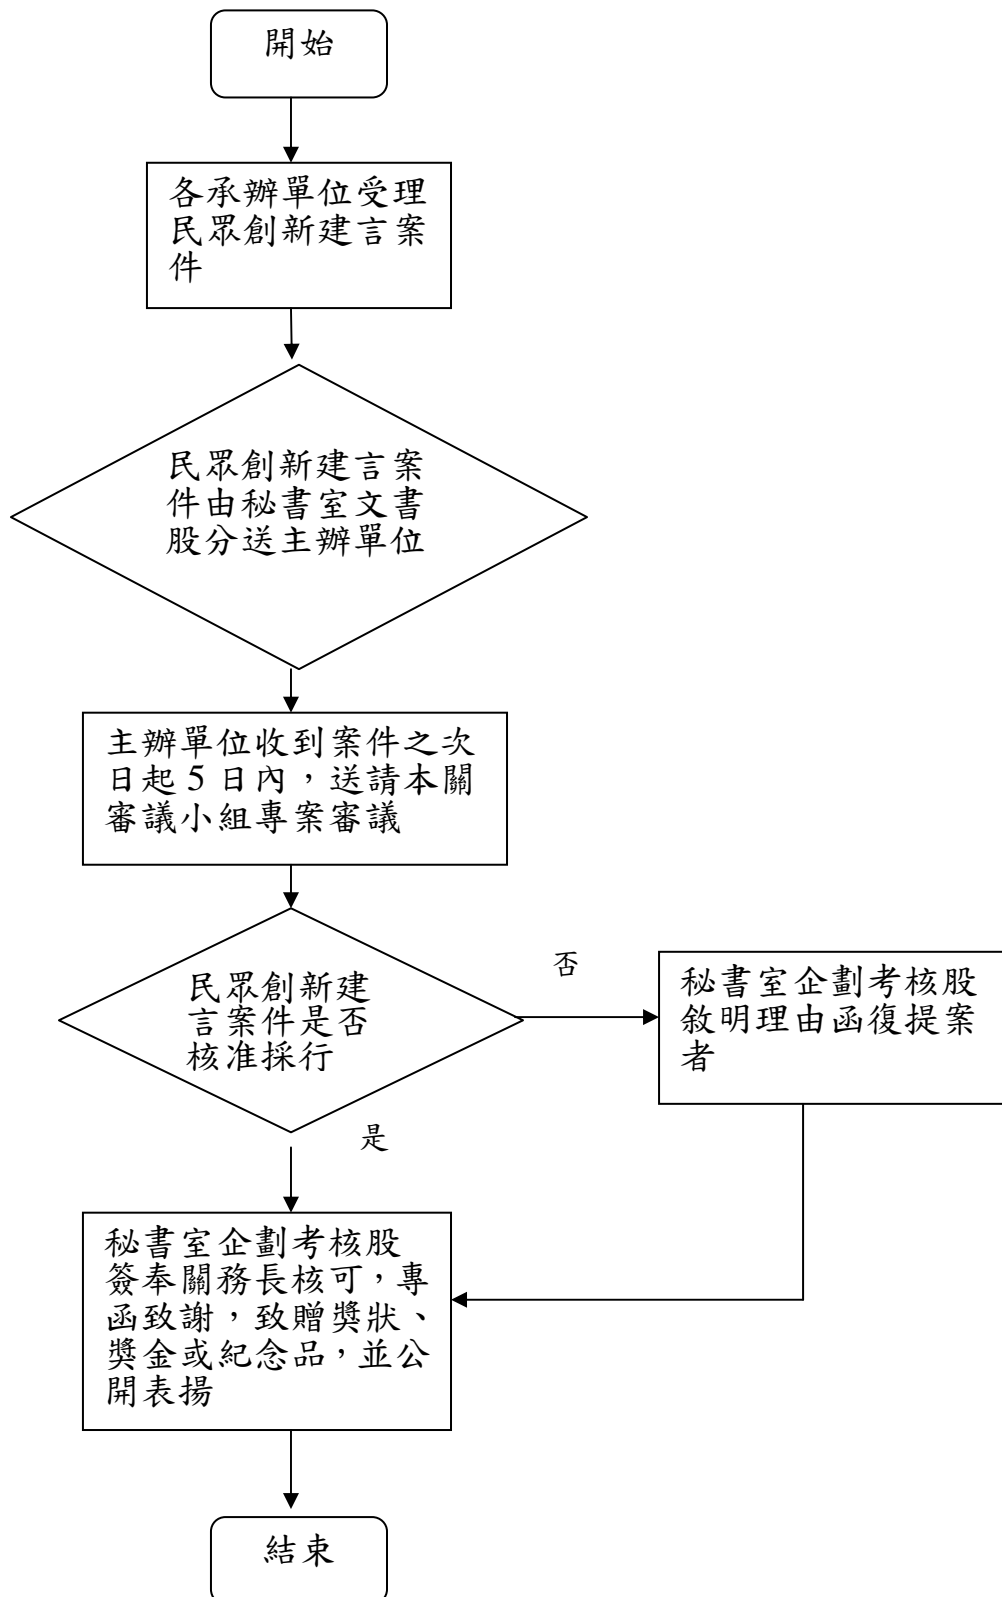 開始
各承辦單位受理
民眾創新建言案
件
民眾創新建言案
件由秘書室文書
股分送主辦單位
主辦單位收到案件之次
日起5日內，送請本關
審議小組專案審議
民眾創新建
言案件是否
核准採行
否
秘書室企劃考核股
敘明理由函復提案
者
是
秘書室企劃考核股
簽奉關務長核可，專
函致謝，致贈獎狀、
獎金或紀念品，並公
開表揚
結束